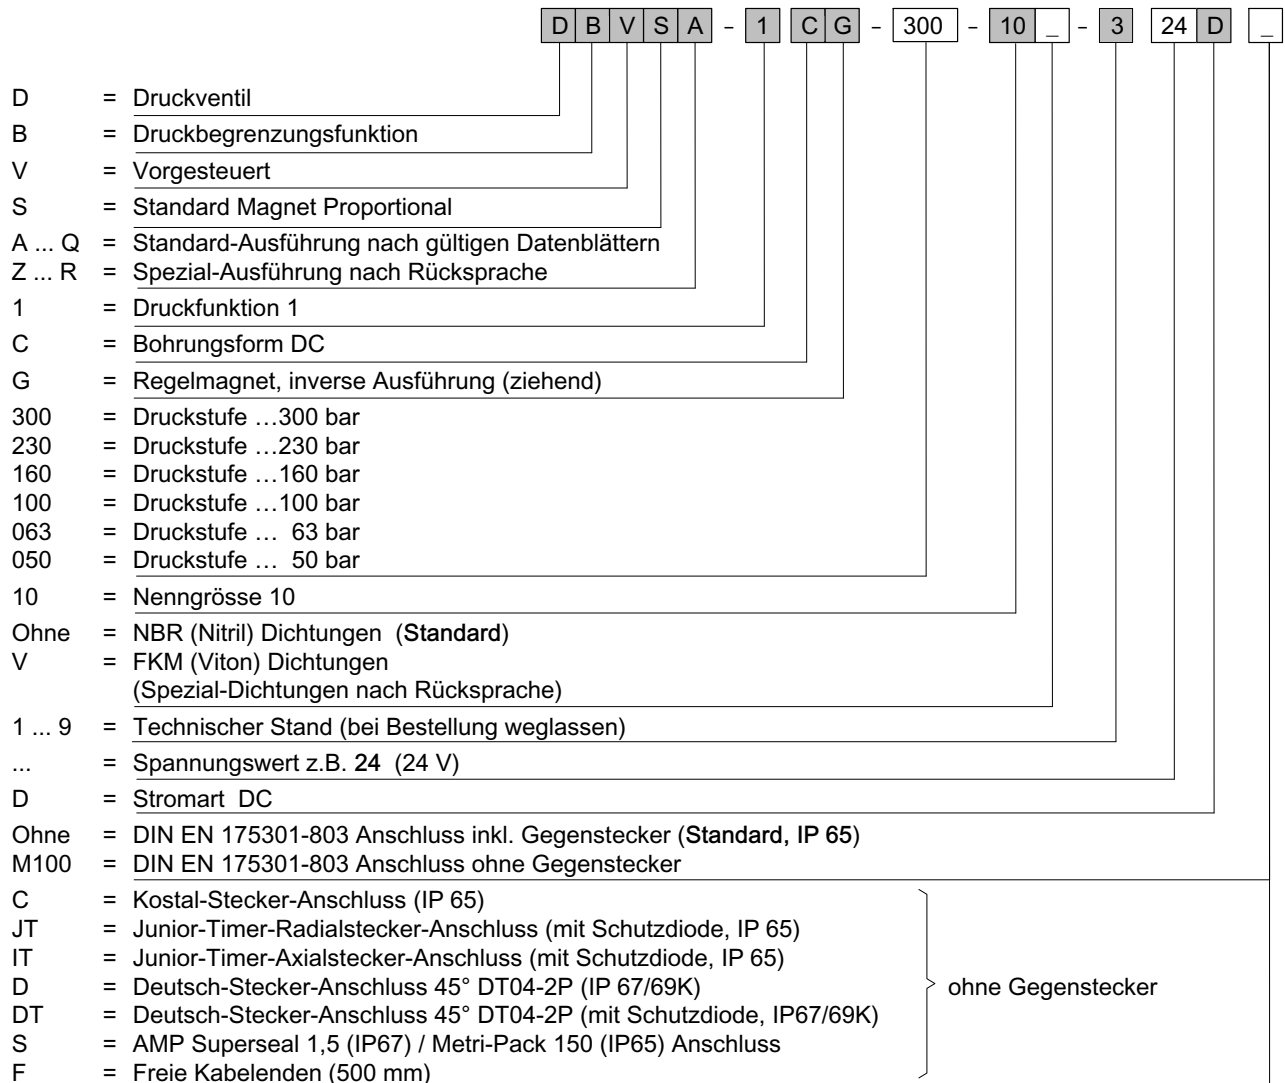 D B V S A - 1 C G - 300 - 10 _ - 3 24 D _
D = Druckventil
B = Druckbegrenzungsfunktion
V = Vorgesteuert
S = Standard Magnet Proportional
A ... Q = Standard-Ausführung nach gültigen Datenblättern
Z ... R = Spezial-Ausführung nach Rücksprache
1 = Druckfunktion 1
C = Bohrungsform DC
G = Regelmagnet, inverse Ausführung (ziehend)
300 = Druckstufe …300 bar
230 = Druckstufe …230 bar
160 = Druckstufe …160 bar
100 = Druckstufe …100 bar
063 = Druckstufe … 63 bar
050 = Druckstufe … 50 bar
10 = Nenngrösse 10
Ohne = NBR (Nitril) Dichtungen (Standard)
V = FKM (Viton) Dichtungen
(Spezial-Dichtungen nach Rücksprache)
1 ... 9 = Technischer Stand (bei Bestellung weglassen)
... = Spannungswert z.B. 24 (24 V)
D = Stromart DC
Ohne = DIN EN 175301-803 Anschluss inkl. Gegenstecker (Standard, IP 65)
M100 = DIN EN 175301-803 Anschluss ohne Gegenstecker
C = Kostal-Stecker-Anschluss (IP 65)
JT = Junior-Timer-Radialstecker-Anschluss (mit Schutzdiode, IP 65)
IT = Junior-Timer-Axialstecker-Anschluss (mit Schutzdiode, IP 65)
D = Deutsch-Stecker-Anschluss 45° DT04-2P (IP 67/69K)
ohne Gegenstecker
DT = Deutsch-Stecker-Anschluss 45° DT04-2P (mit Schutzdiode, IP67/69K)
S = AMP Superseal 1,5 (IP67) / Metri-Pack 150 (IP65) Anschluss
F = Freie Kabelenden (500 mm)